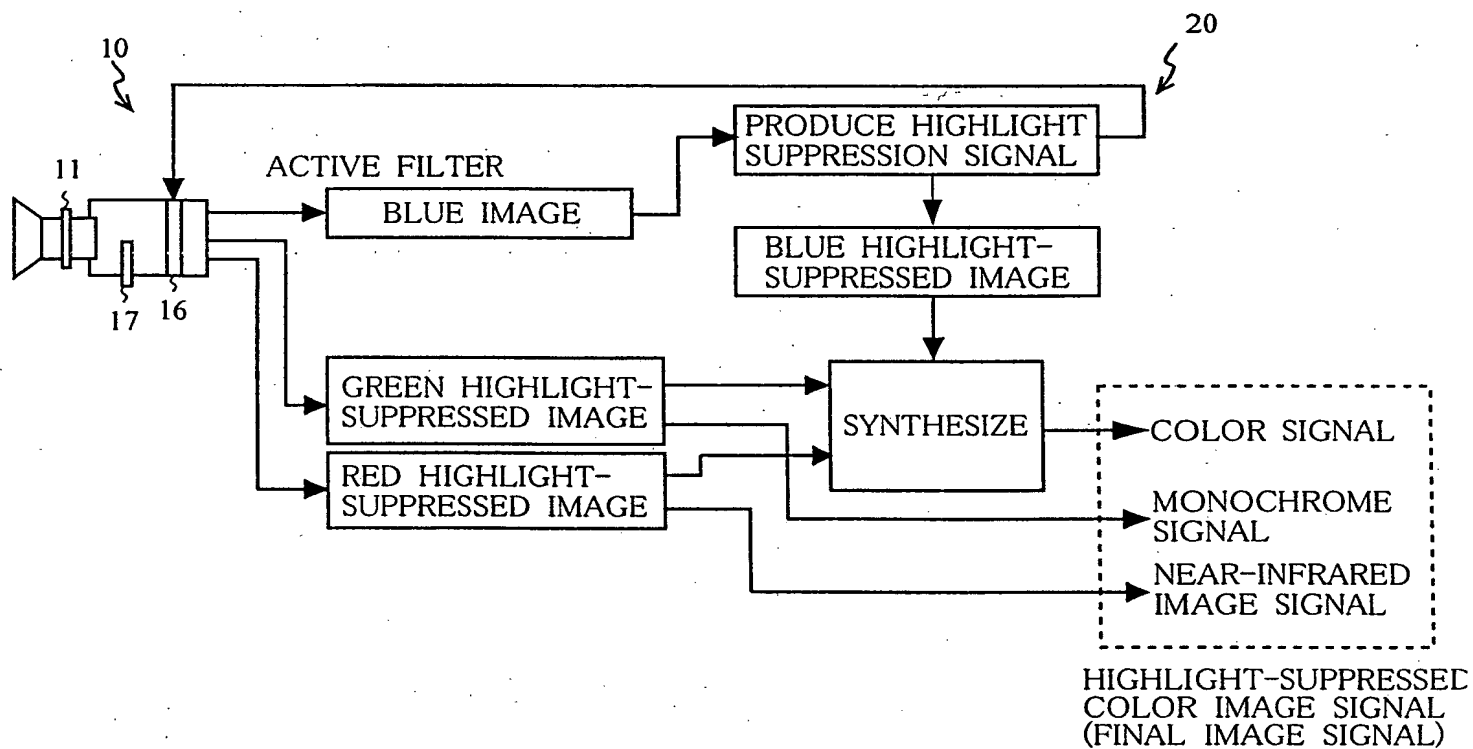 10
20
PRODUCE HIGHLIGHT
SUPPRESSION SIGNAL
11
ACTIVE FILTER
BLUE IMAGE
BLUE HIGHLIGHT-
SUPPRESSED IMAGE
17
16
GREEN HIGHLIGHT-
SUPPRESSED IMAGE
SYNTHESIZE
COLOR SIGNAL
RED HIGHLIGHT-
SUPPRESSED IMAGE
MONOCHROME
SIGNAL
NEAR-INFRARED
IMAGE SIGNAL
HIGHLIGHT-SUPPRESSED
COLOR IMAGE SIGNAL
(FINAL IMAGE SIGNAL)